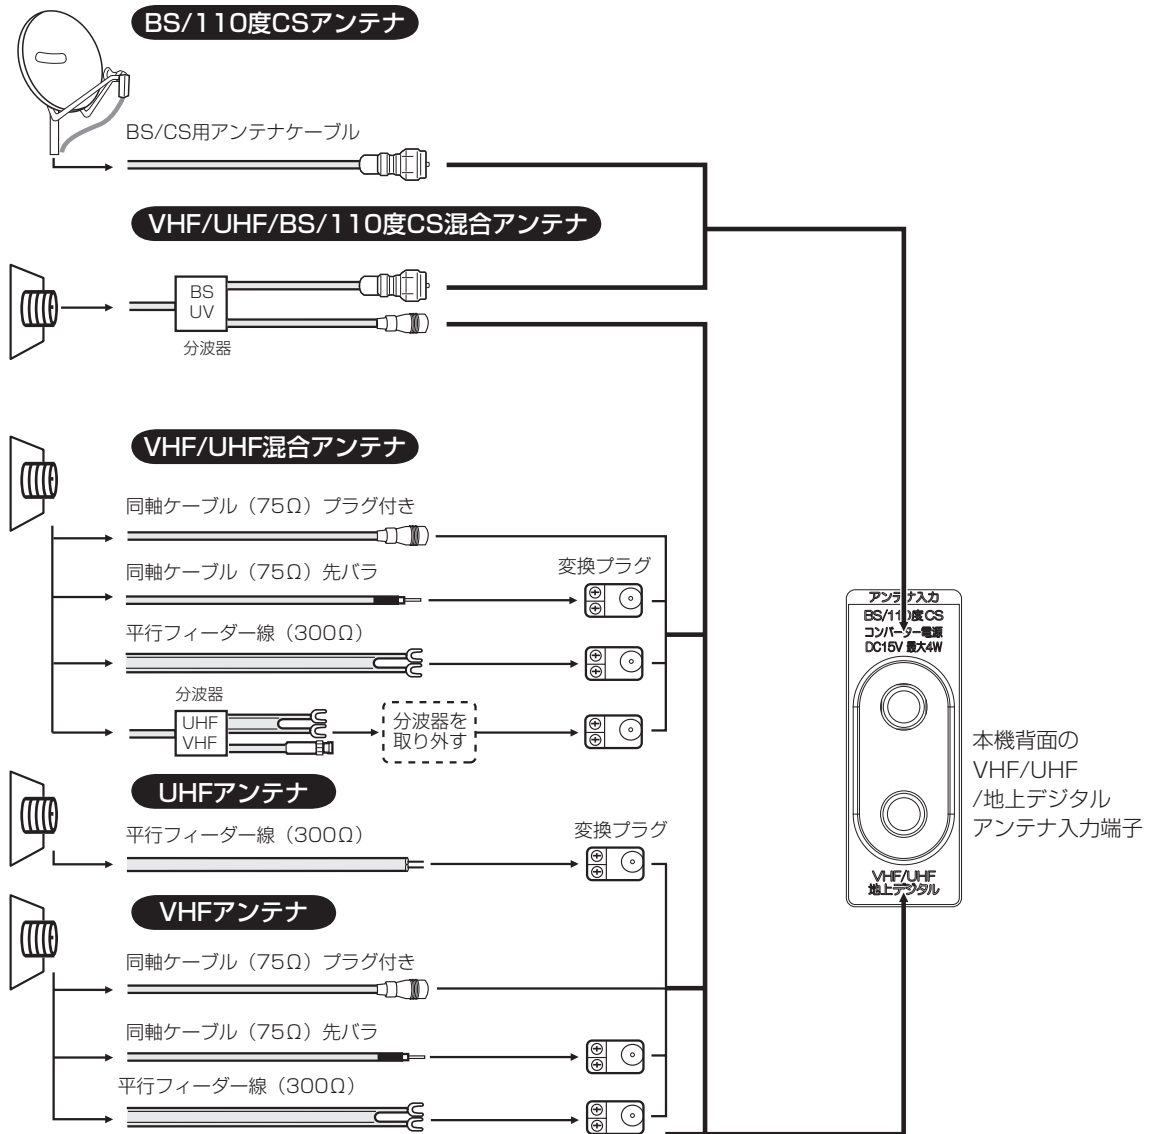 BS/110度CSアンテナ
BS/CS用アンテナケーブル
VHF/UHF/BS/110度CS混合アンテナ
BS
UV
分波器
VHF/UHF混合アンテナ
同軸ケーブル（75Ω）プラグ付き
同軸ケーブル（75Ω）先バラ
変換プラグ
平行フィーダー線（300Ω）
分波器
UHF
VHF
分波器を
取り外す
UHFアンテナ
平行フィーダー線（300Ω）
変換プラグ
VHFアンテナ
同軸ケーブル（75Ω）プラグ付き
同軸ケーブル（75Ω）先バラ
平行フィーダー線（300Ω）
アンテナ入力
BS/110度CS
コンバーター電源
DC15V 最大4W
VHF/UHF
地上デジタル
本機背面の
VHF/UHF
/地上デジタル
アンテナ入力端子